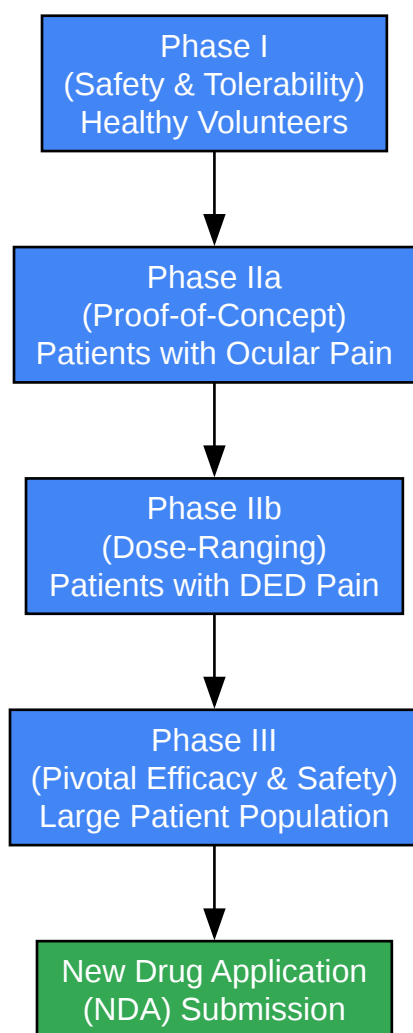 Phase I
(Safety & Tolerability)
Healthy Volunteers
Phase IIa
(Proof-of-Concept)
Patients with Ocular Pain
Phase IIb
(Dose-Ranging)
Patients with DED Pain
Phase III
(Pivotal Efficacy & Safety)
Large Patient Population
New Drug Application
(NDA) Submission